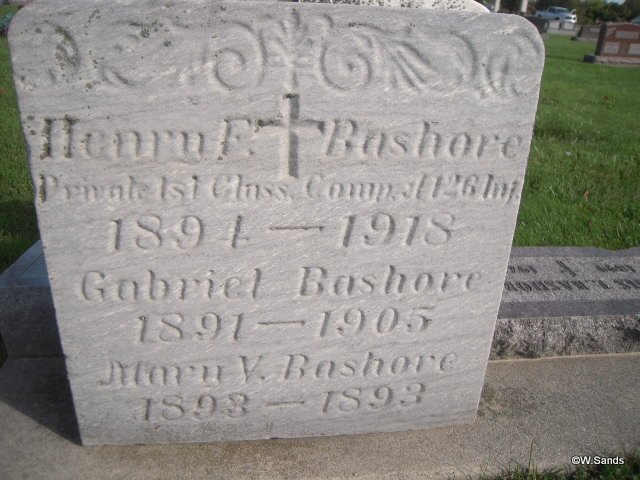 Henry F. Bashore
Private 1st Class, Comp. A 126 Inf.
1894 — 1918
Gabriel Bashore
1891 — 1905
Mary V. Bashore
1893 — 1893
©W.Sands